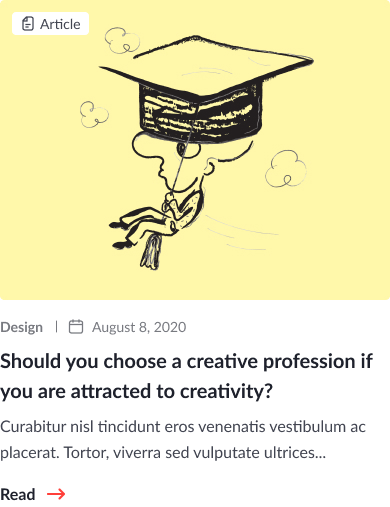 Article
Design
August 8, 2020
Should you choose a creative profession if
you are attracted to creativity?
Curabitur nisl tincidunt eros venenatis vestibulum ac
placerat. Tortor, viverra sed vulputate ultrices...
Read